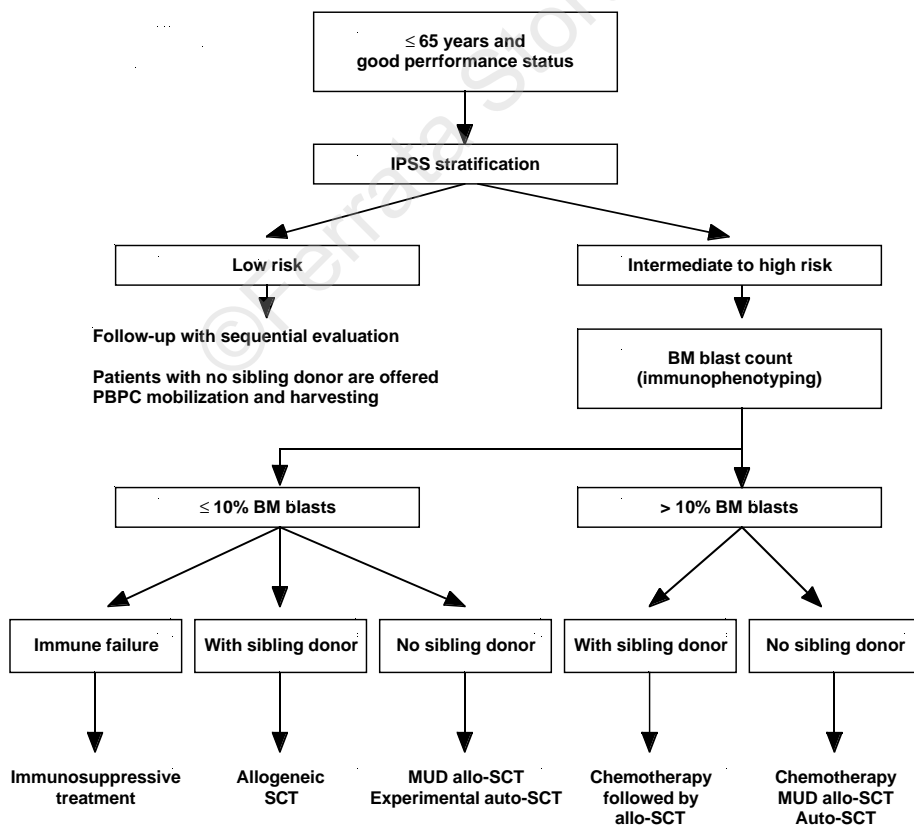 ≤ 65 years and
good perrformance status
IPSS stratification
Low risk
Intermediate to high risk
Follow-up with sequential evaluation
Patients with no sibling donor are offered
PBPC mobilization and harvesting
BM blast count
(immunophenotyping)
≤ 10% BM blasts
> 10% BM blasts
Immune failure
With sibling donor
No sibling donor
With sibling donor
No sibling donor
Immunosuppressive
treatment
Allogeneic
SCT
MUD allo-SCT
Experimental auto-SCT
Chemotherapy
followed by
allo-SCT
Chemotherapy
MUD allo-SCT
Auto-SCT
©Ferrata